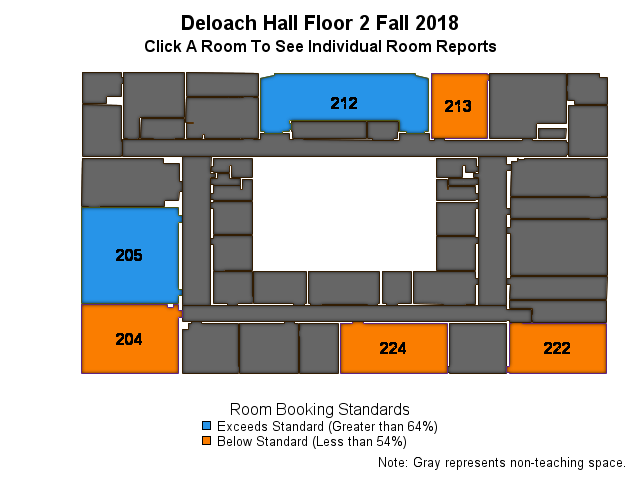 Deloach Hall Floor 2 Fall 2018
Click A Room To See Individual Room Reports
212
213
205
204
224
222
Room Booking Standards
Exceeds Standard (Greater than 64%)
Below Standard (Less than 54%)
Note: Gray represents non-teaching space.